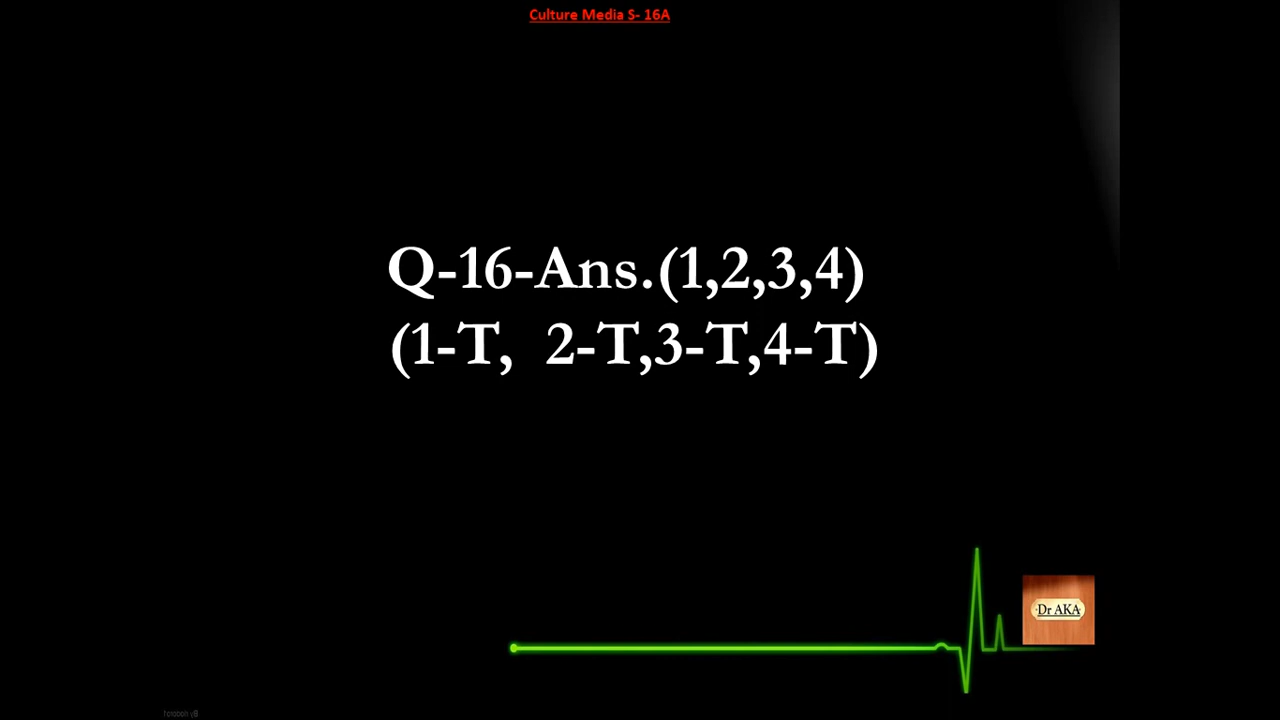 Culture Media S- 16A
Q-16-Ans.(1,2,3,4)
(1-T, 2-T,3-T,4-T)
Dr AKA